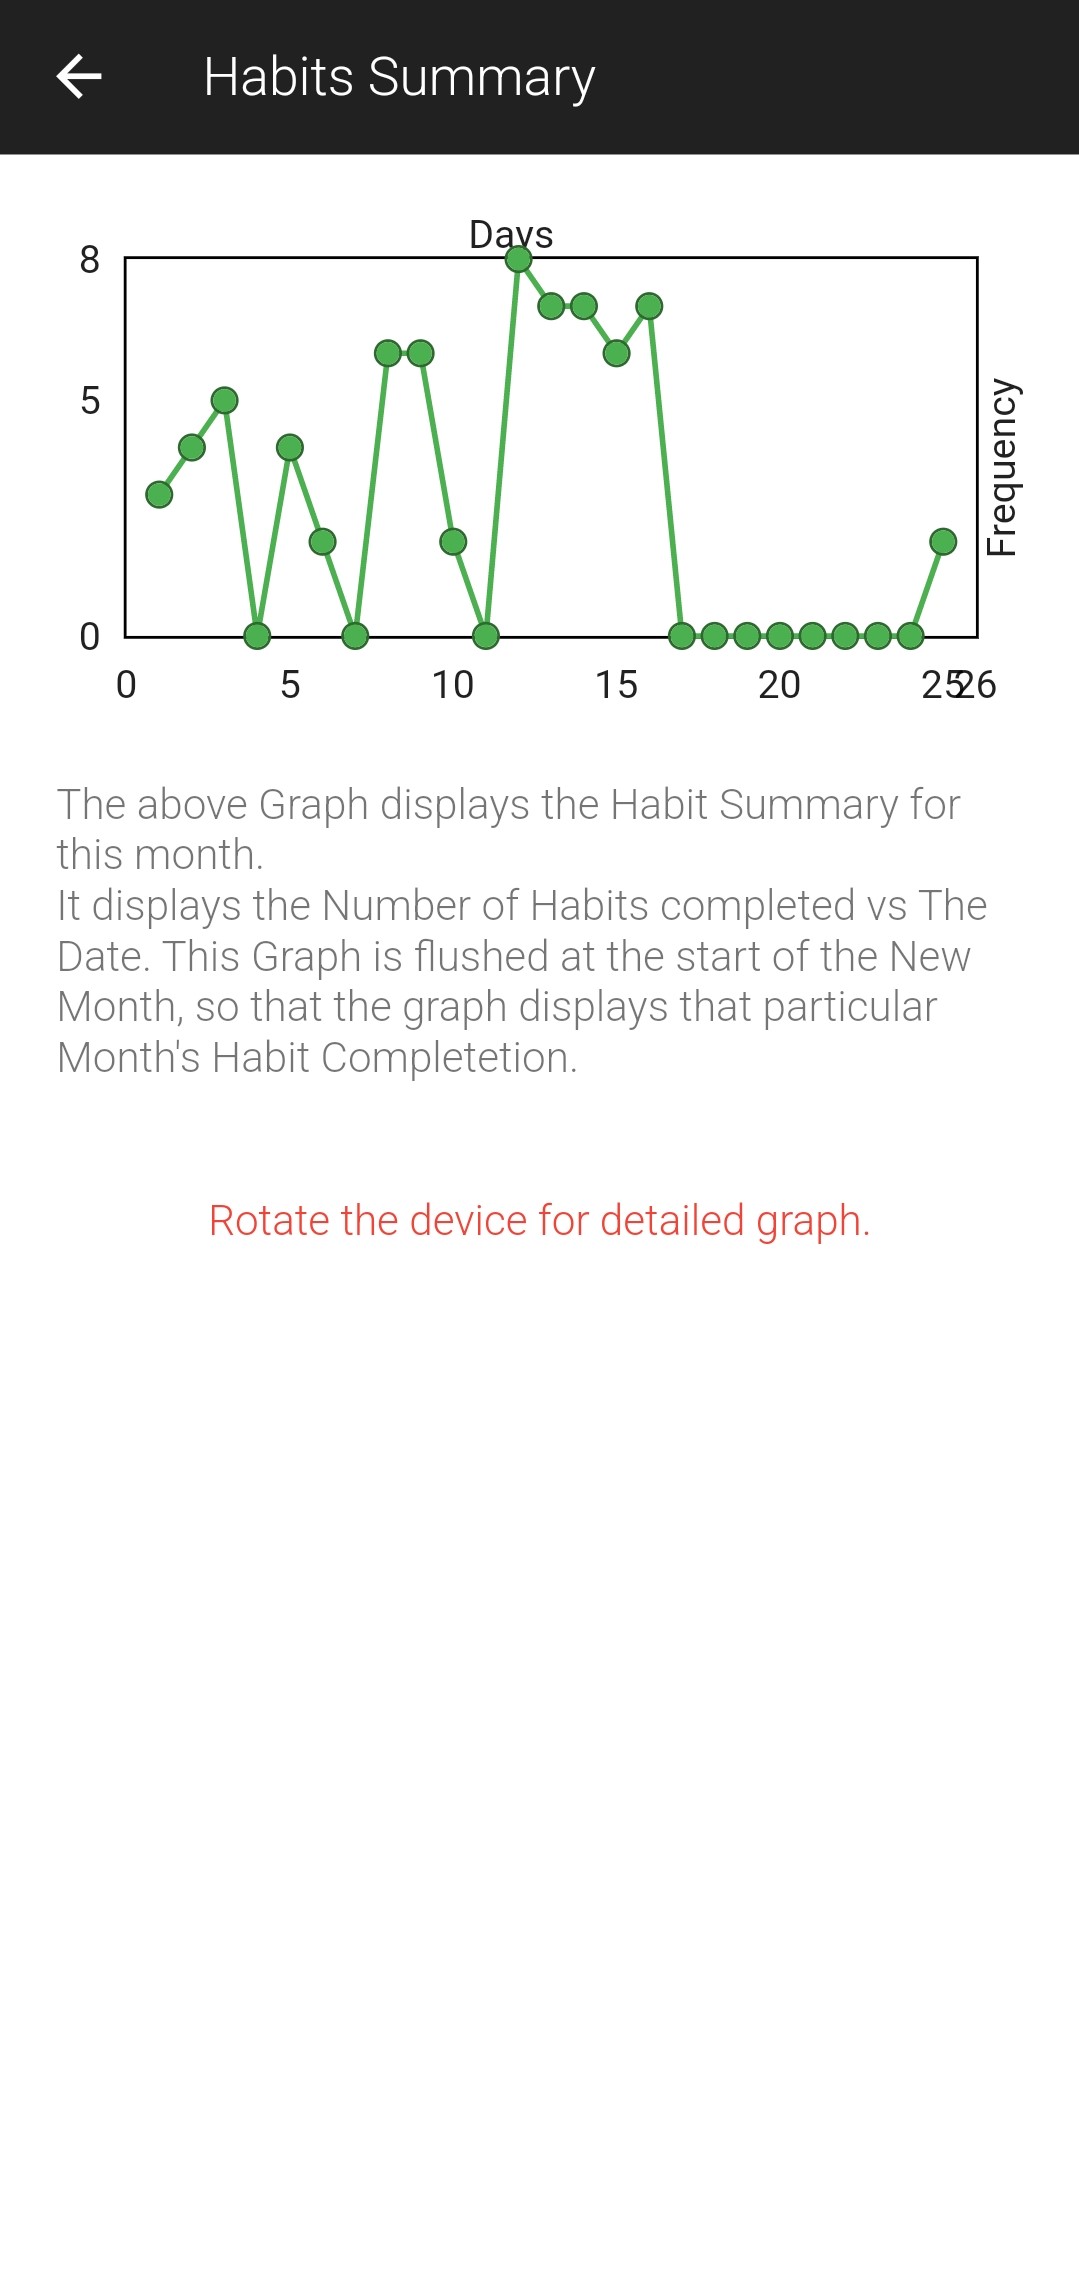 Habits Summary
Days
8
5
0
0 5 10 15 20 25 26
Frequency
The above Graph displays the Habit Summary for
this month.
It displays the Number of Habits completed vs The
Date. This Graph is flushed at the start of the New
Month, so that the graph displays that particular
Month's Habit Completetion.
Rotate the device for detailed graph.